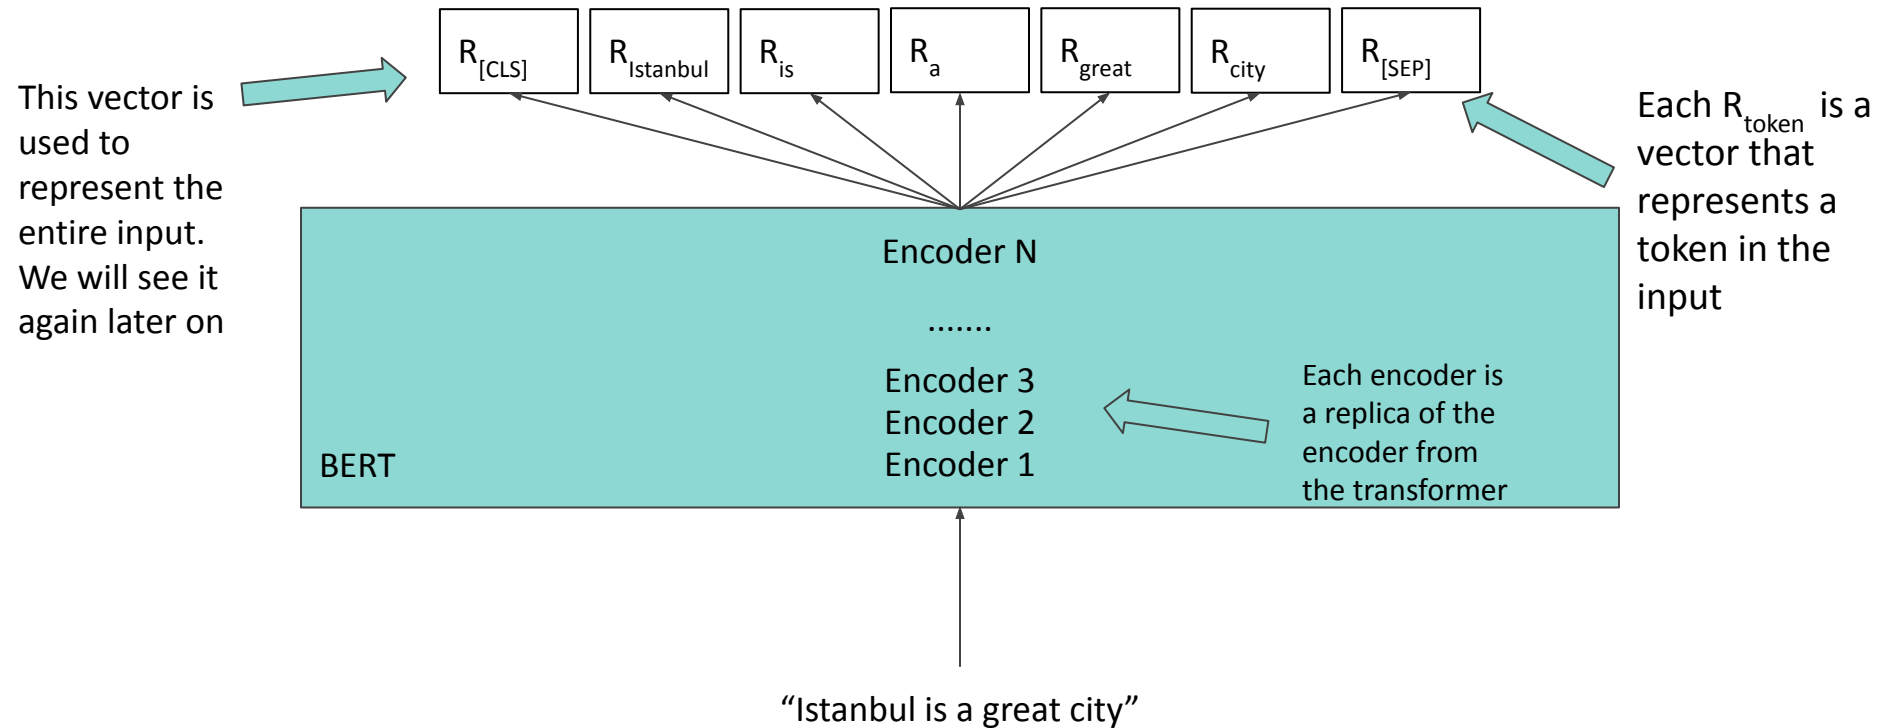 R[CLS] RIstanbul Ris Ra Rgreat Rcity R[SEP]
This vector is
used to
represent the
entire input.
We will see it
again later on
Each Rtoken is a
vector that
represents a
token in the
input
Encoder N
.......
Encoder 3
Encoder 2
Encoder 1
BERT
Each encoder is
a replica of the
encoder from
the transformer
“Istanbul is a great city”